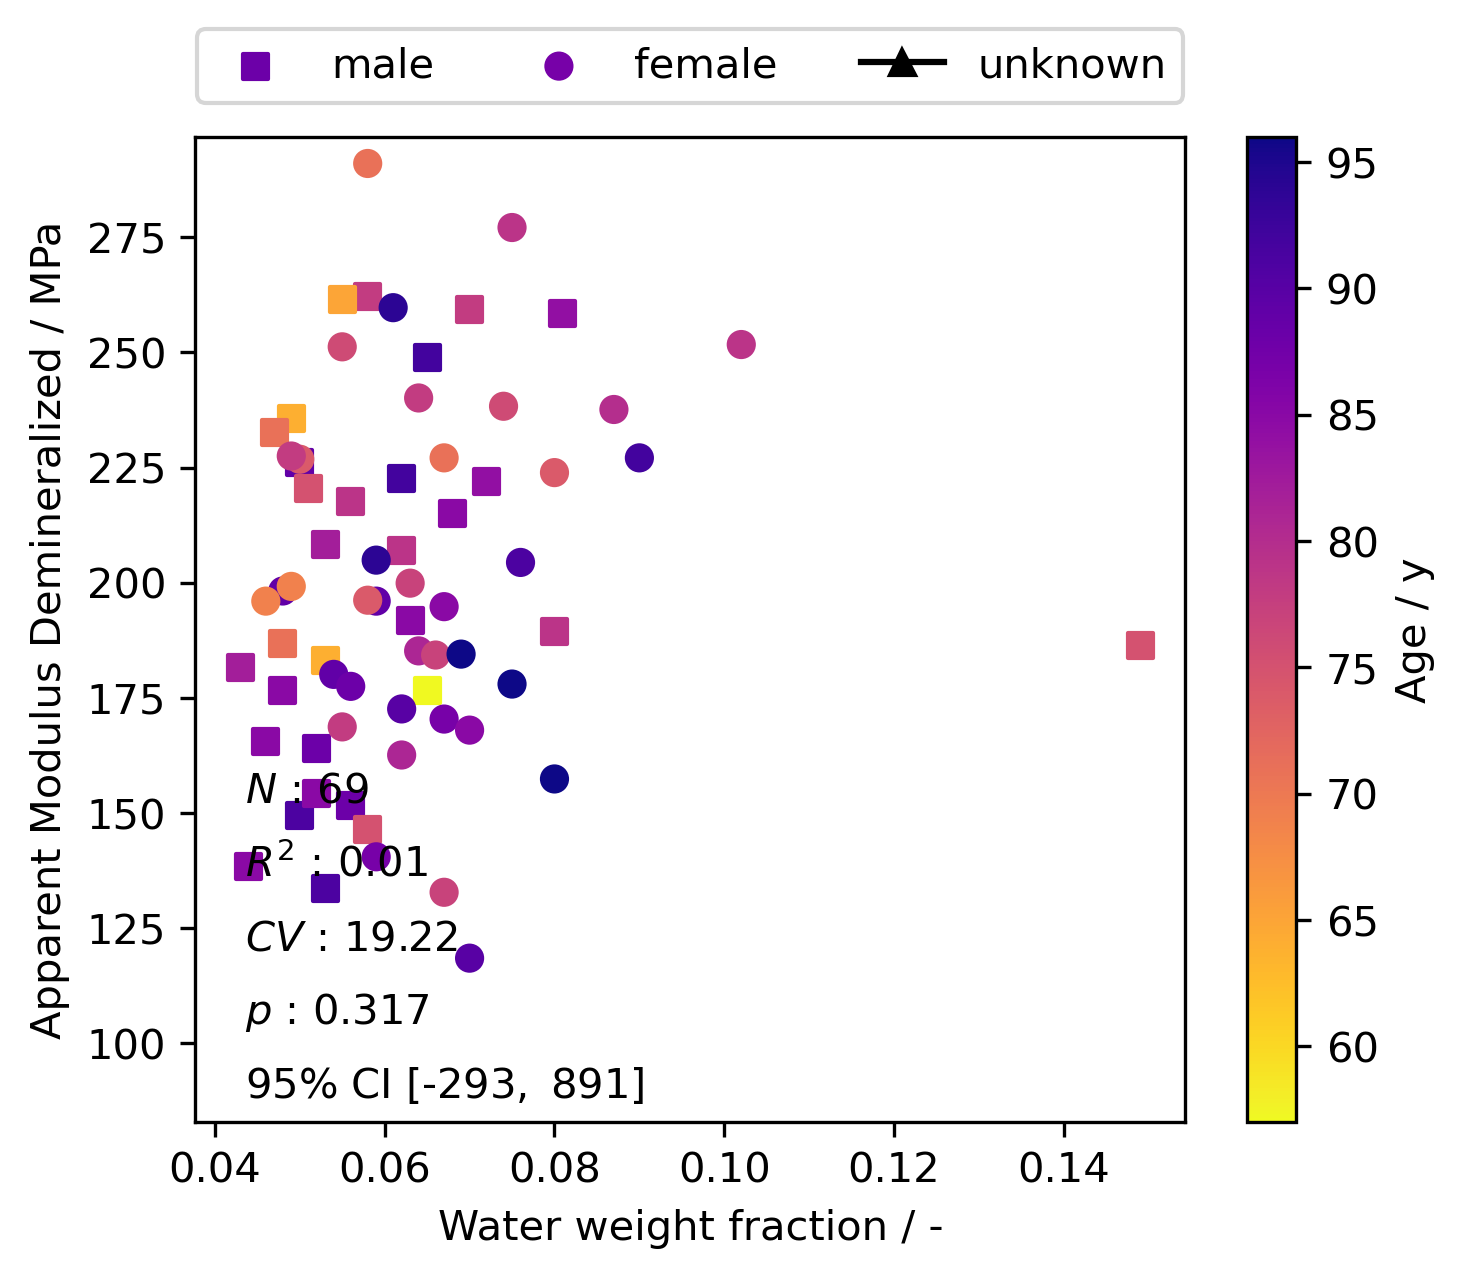 male female unknown
Apparent Modulus Demineralized / MPa
275
250
225
200
175
150
125
100
N : 69
R² : 0.01
CV : 19.22
p : 0.317
95% CI [-293, 891]
0.04 0.06 0.08 0.10 0.12 0.14
Water weight fraction / -
95
90
85
80
75
70
65
60
Age / y